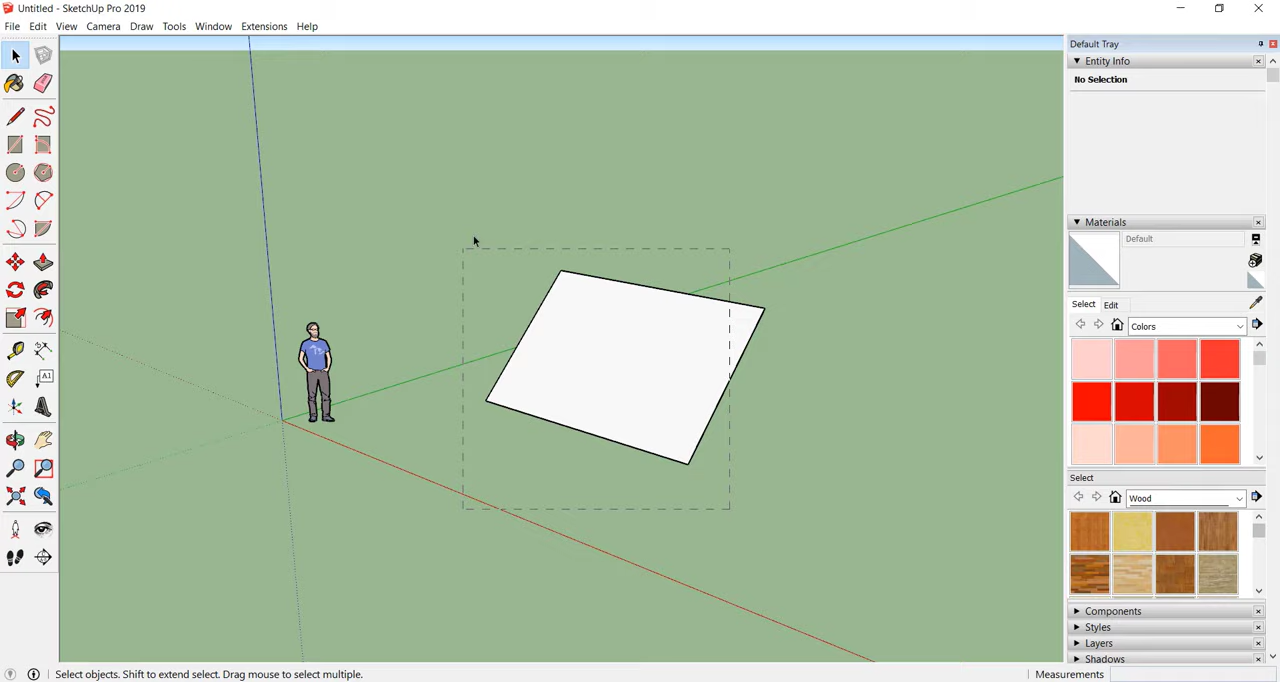 Untitled - SketchUp Pro 2019
File Edit View Camera Draw Tools Window Extensions Help
Default Tray
Entity Info
No Selection
Materials
Default
Select Edit
Colors
A1
Select
Wood
Components
Styles
Layers
Shadows
Select objects. Shift to extend select. Drag mouse to select multiple.
Measurements